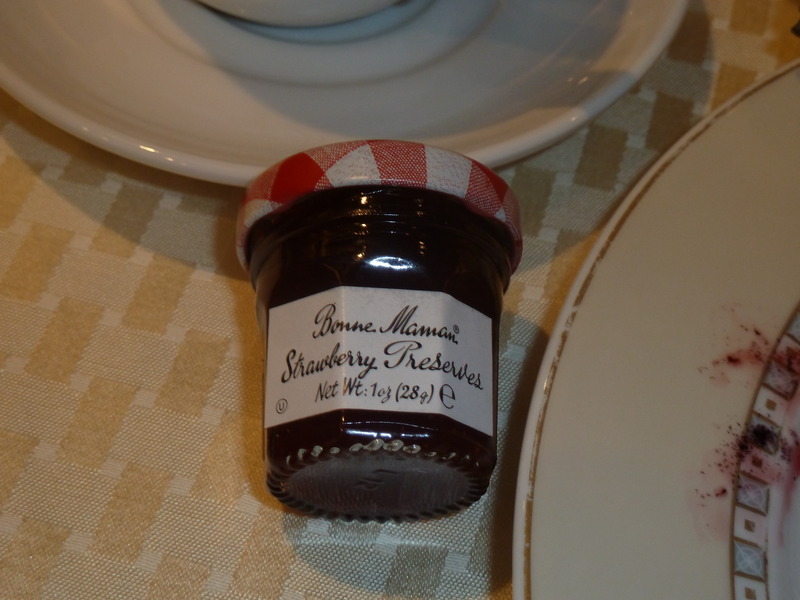 Bonne Maman®
Strawberry Preserves
Net Wt: 1oz (28g) e
U